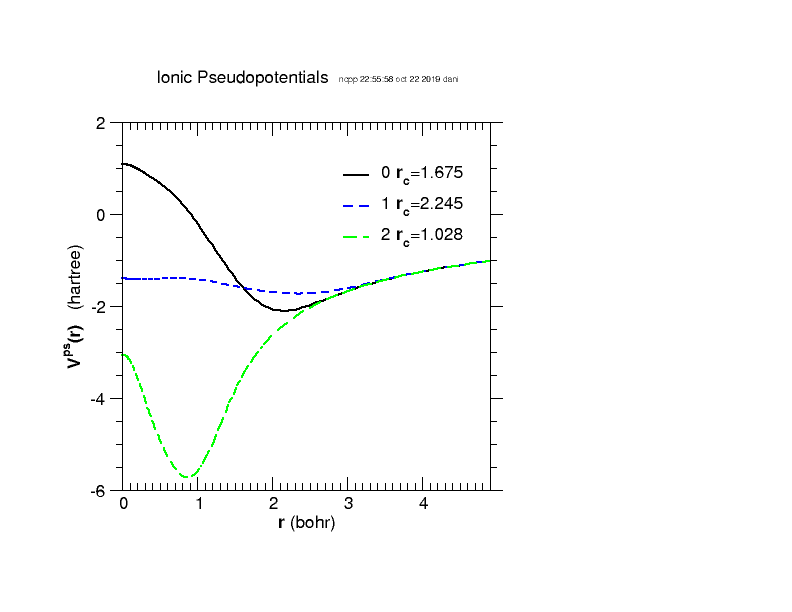 Ionic Pseudopotentials ncpp 22:55:58 oct 22 2019 dani
2
0
-2
-4
-6
V^ps(r) (hartree)
0 r_c=1.675
1 r_c=2.245
2 r_c=1.028
0 1 2 3 4
r (bohr)